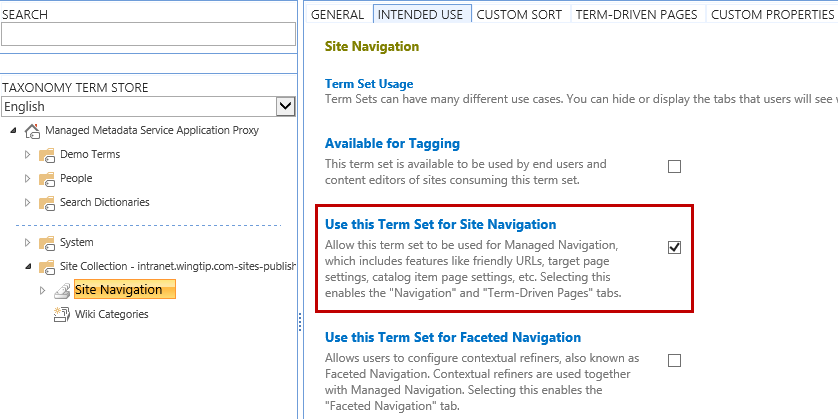 SEARCH
TAXONOMY TERM STORE
English
Managed Metadata Service Application Proxy
Demo Terms
People
Search Dictionaries
System
Site Collection - intranet.wingtip.com-sites-publish
Site Navigation
Wiki Categories
GENERAL INTENDED USE CUSTOM SORT TERM-DRIVEN PAGES CUSTOM PROPERTIES
Site Navigation
Term Set Usage
Term Sets can have many different use cases. You can hide or display the tabs that users will see w
Available for Tagging
This term set is available to be used by end users and
content editors of sites consuming this term set.
Use this Term Set for Site Navigation
Allow this term set to be used for Managed Navigation,
which includes features like friendly URLs, target page
settings, catalog item page settings, etc. Selecting this
enables the "Navigation" and "Term-Driven Pages" tabs.
Use this Term Set for Faceted Navigation
Allows users to configure contextual refiners, also known as
Faceted Navigation. Contextual refiners are used together
with Managed Navigation. Selecting this enables the
"Faceted Navigation" tab.